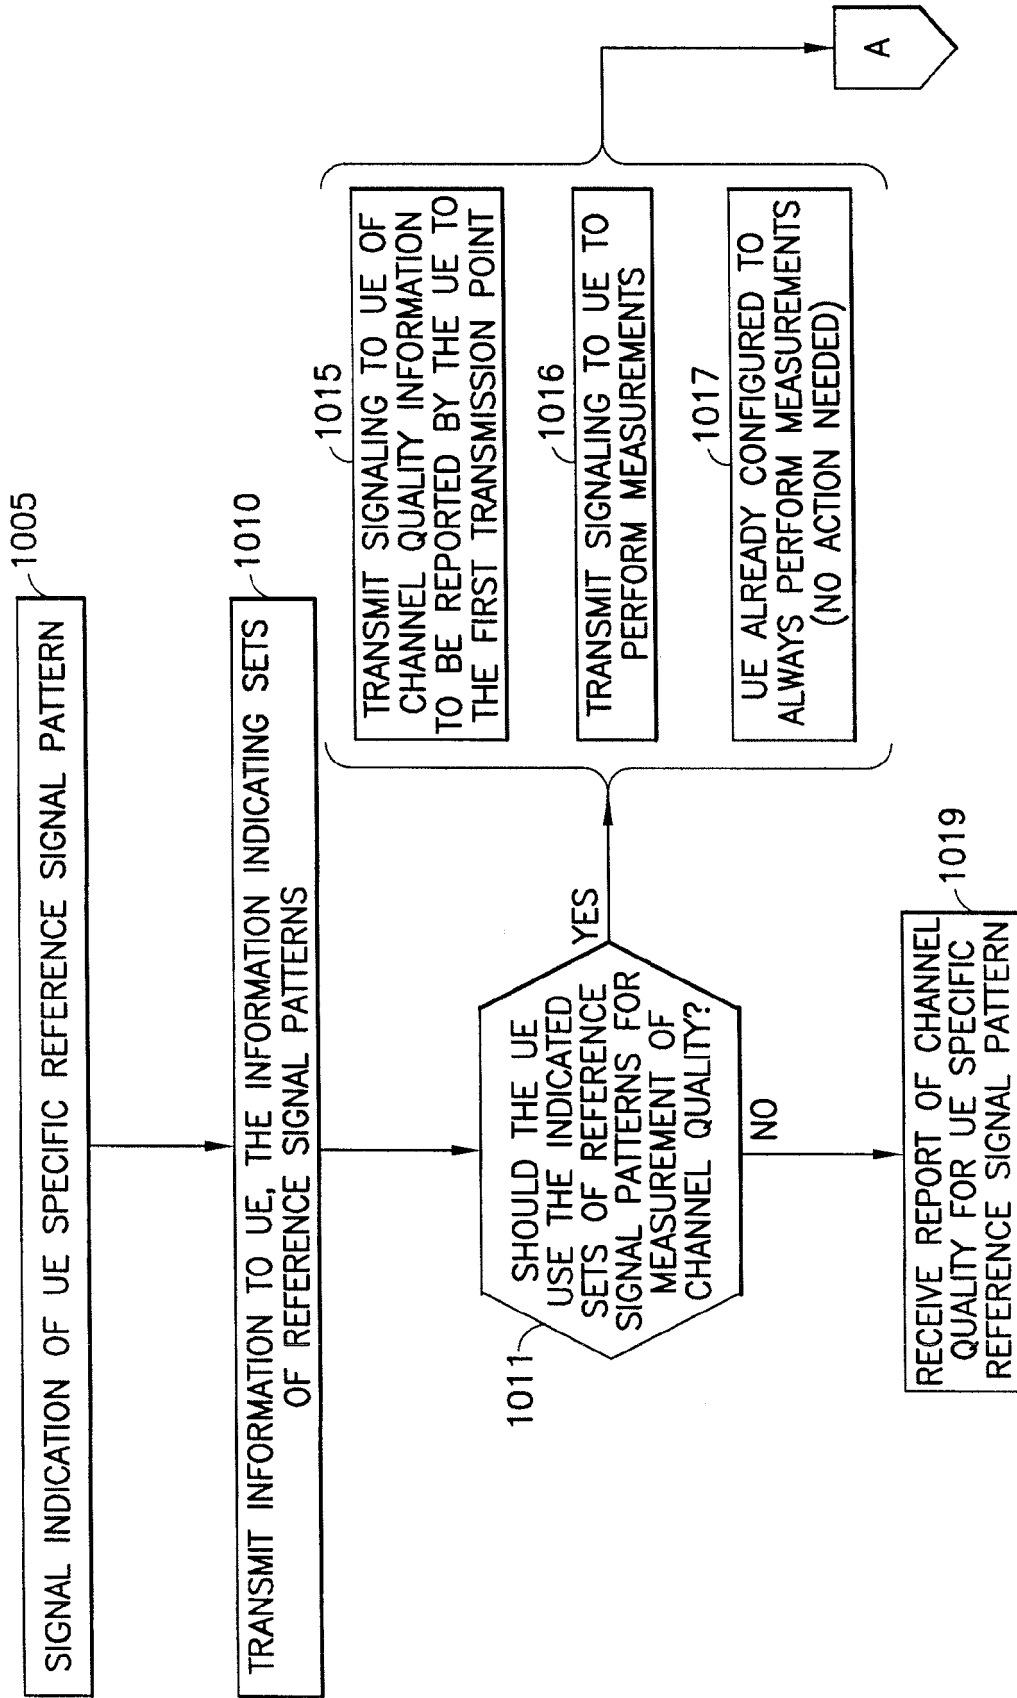 1005
SIGNAL INDICATION OF UE SPECIFIC REFERENCE SIGNAL PATTERN
1010
TRANSMIT INFORMATION TO UE, THE INFORMATION INDICATING SETS
OF REFERENCE SIGNAL PATTERNS
1011
SHOULD THE UE
USE THE INDICATED
SETS OF REFERENCE
SIGNAL PATTERNS FOR
MEASUREMENT OF
CHANNEL QUALITY?
YES
NO
1015
TRANSMIT SIGNALING TO UE OF
CHANNEL QUALITY INFORMATION
TO BE REPORTED BY THE UE TO
THE FIRST TRANSMISSION POINT
1016
TRANSMIT SIGNALING TO UE TO
PERFORM MEASUREMENTS
1017
UE ALREADY CONFIGURED TO
ALWAYS PERFORM MEASUREMENTS
(NO ACTION NEEDED)
A
1019
RECEIVE REPORT OF CHANNEL
QUALITY FOR UE SPECIFIC
REFERENCE SIGNAL PATTERN